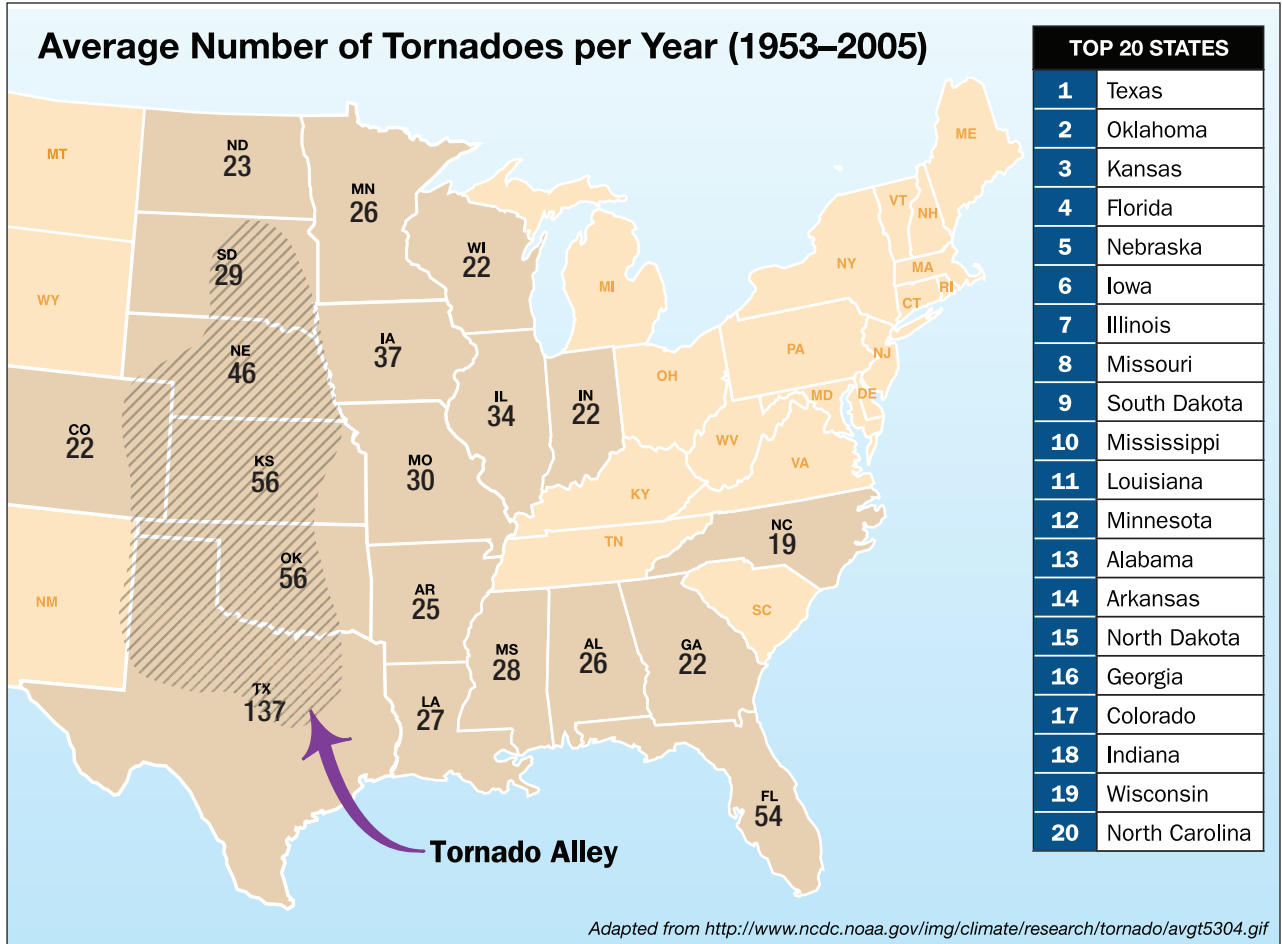 Average Number of Tornadoes per Year (1953–2005)
TOP 20 STATES
1 Texas
2 Oklahoma
3 Kansas
4 Florida
5 Nebraska
6 Iowa
7 Illinois
8 Missouri
9 South Dakota
10 Mississippi
11 Louisiana
12 Minnesota
13 Alabama
14 Arkansas
15 North Dakota
16 Georgia
17 Colorado
18 Indiana
19 Wisconsin
20 North Carolina
MT
ND
23
MN
26
WI
22
SD
29
WY
NE
46
IA
37
MI
ME
VT
NH
NY
MA
RI
CT
PA
NJ
OH
MD
DE
IL
34
IN
22
WV
VA
CO
22
KS
56
MO
30
KY
NC
19
TN
NM
OK
56
AR
25
SC
MS
28
AL
26
GA
22
TX
137
LA
27
FL
54
Tornado Alley
Adapted from http://www.ncdc.noaa.gov/img/climate/research/tornado/avgt5304.gif